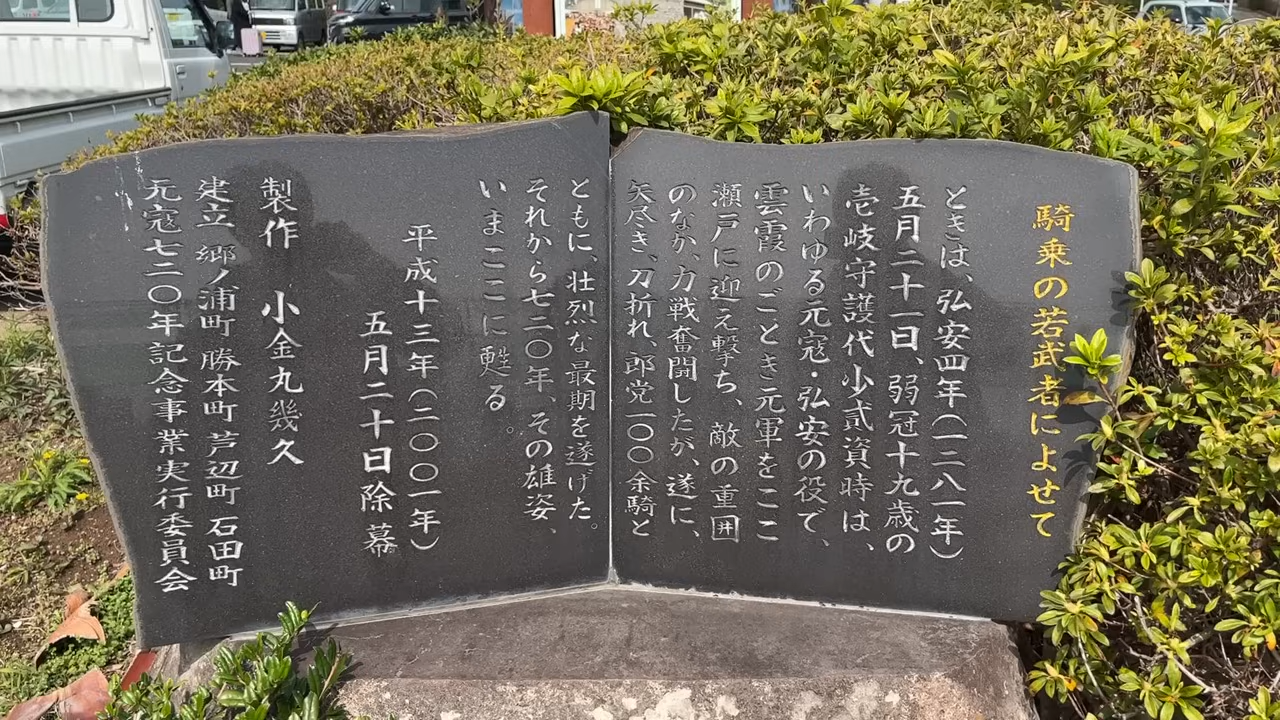 騎乗の若武者によせて
ときは、弘安四年(一二八一年)
五月二十一日、弱冠十九歳の
壱岐守護代少貳資時は、
いわゆる元寇・弘安の役で、
雲霞のごとき元軍をここ
瀬戸に迎え撃ち、敵の重囲
のなか、力戦奮闘したが、遂に、
矢尽き、刀折れ、郎党一〇〇余騎と
ともに、壮烈な最期を遂げた。
それから七二〇年、その雄姿、
いまここに甦る。
平成十三年(二〇〇一年)
五月二十日除幕
製作 小金丸幾久
建立 郷ノ浦町 勝本町 芦辺町 石田町
元寇七二〇年記念事業実行委員会